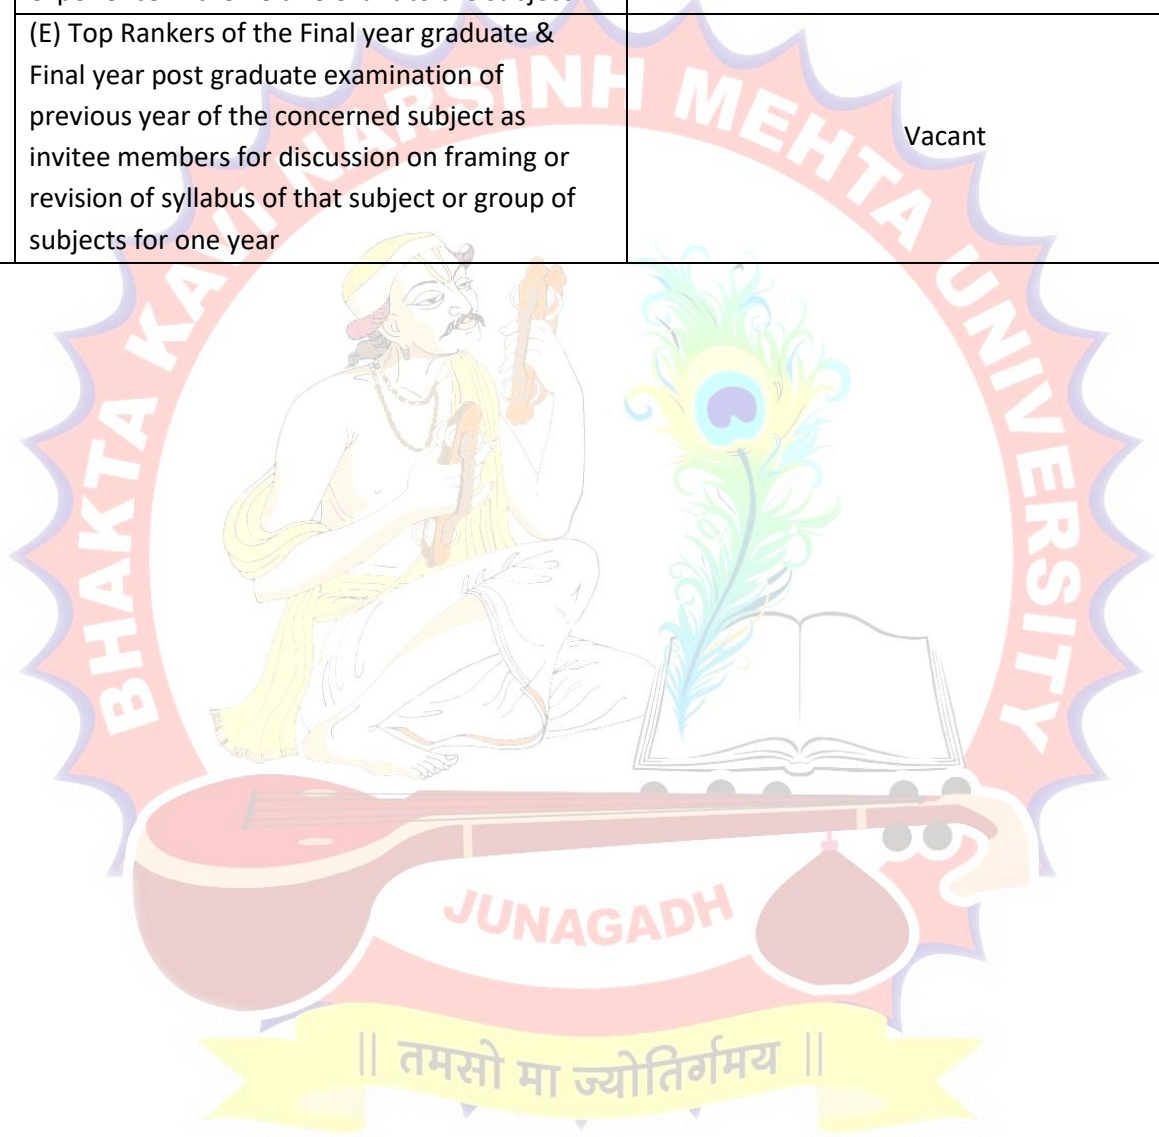 (E) Top Rankers of the Final year graduate &
Final year post graduate examination of
previous year of the concerned subject as
invitee members for discussion on framing or
revision of syllabus of that subject or group of
subjects for one year
Vacant
BHAKTA KAVI NARSINH MEHTA UNIVERSITY
JUNAGADH
|| तमसो मा ज्योतिर्गमय ||